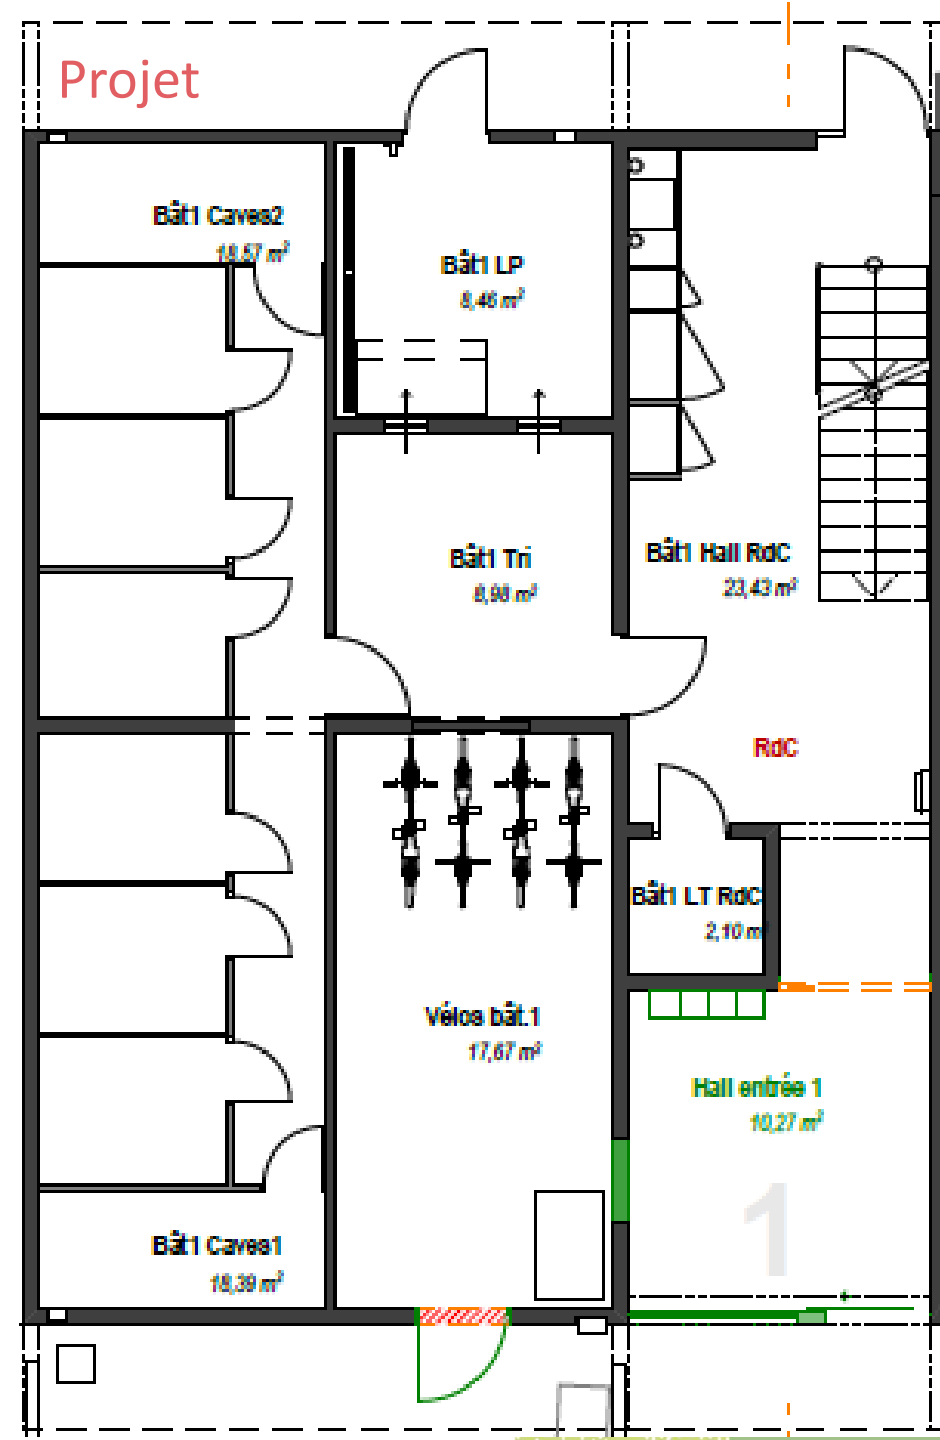 Projet
Bât1 Caves2
18,57 m²
Bât1 LP
8,46 m²
Bât1 Tri
8,98 m²
Bât1 Hall RdC
23,43 m²
RdC
Bât1 LT RdC
2,10 m
Vélos bât.1
17,67 m²
Hall entrée 1
10,27 m²
1
Bât1 Caves1
18,39 m²